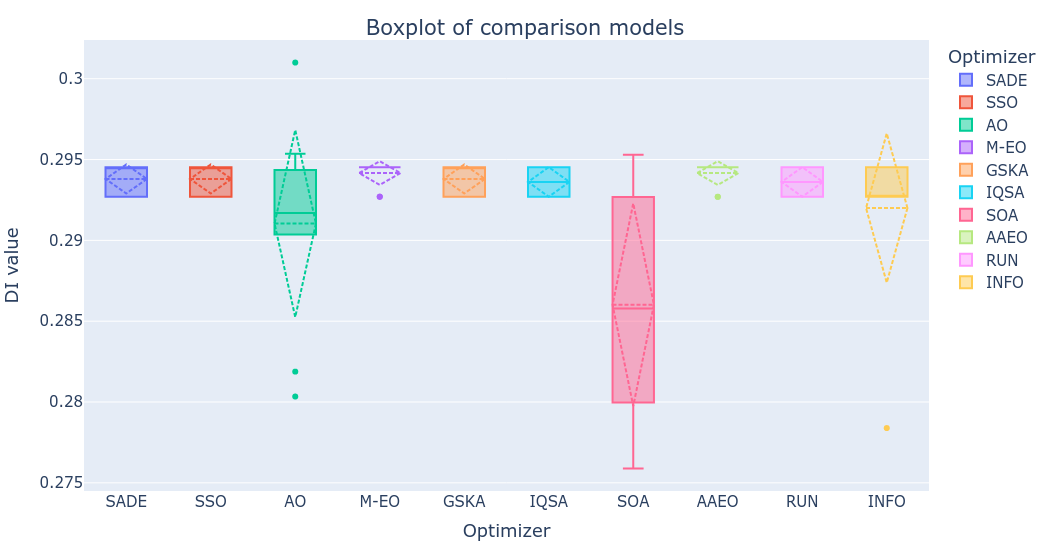 Boxplot of comparison models
DI value
0.3
0.295
0.29
0.285
0.28
0.275
SADE
SSO
AO
M-EO
GSKA
IQSA
SOA
AAEO
RUN
INFO
Optimizer
Optimizer
SADE
SSO
AO
M-EO
GSKA
IQSA
SOA
AAEO
RUN
INFO